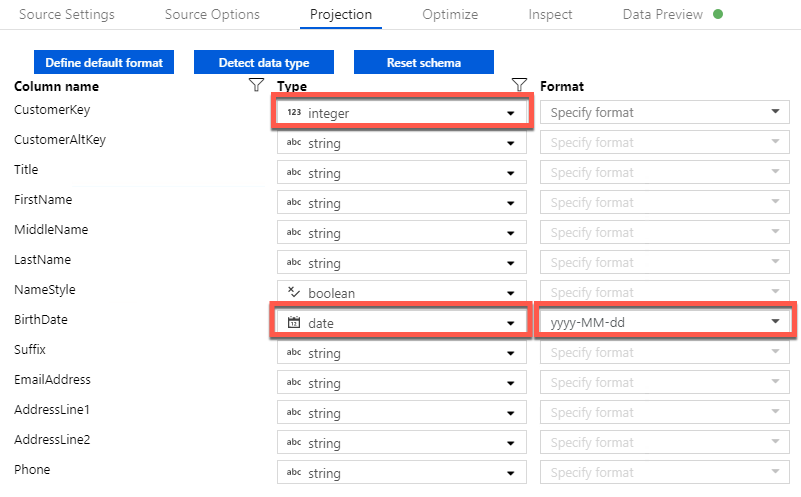 Source Settings Source Options Projection Optimize Inspect Data Preview
Define default format Detect data type Reset schema
Column name Type Format
CustomerKey 123 integer Specify format
CustomerAltKey abc string Specify format
Title abc string Specify format
FirstName abc string Specify format
MiddleName abc string Specify format
LastName abc string Specify format
NameStyle boolean Specify format
BirthDate date yyyy-MM-dd
Suffix abc string Specify format
EmailAddress abc string Specify format
AddressLine1 abc string Specify format
AddressLine2 abc string Specify format
Phone abc string Specify format